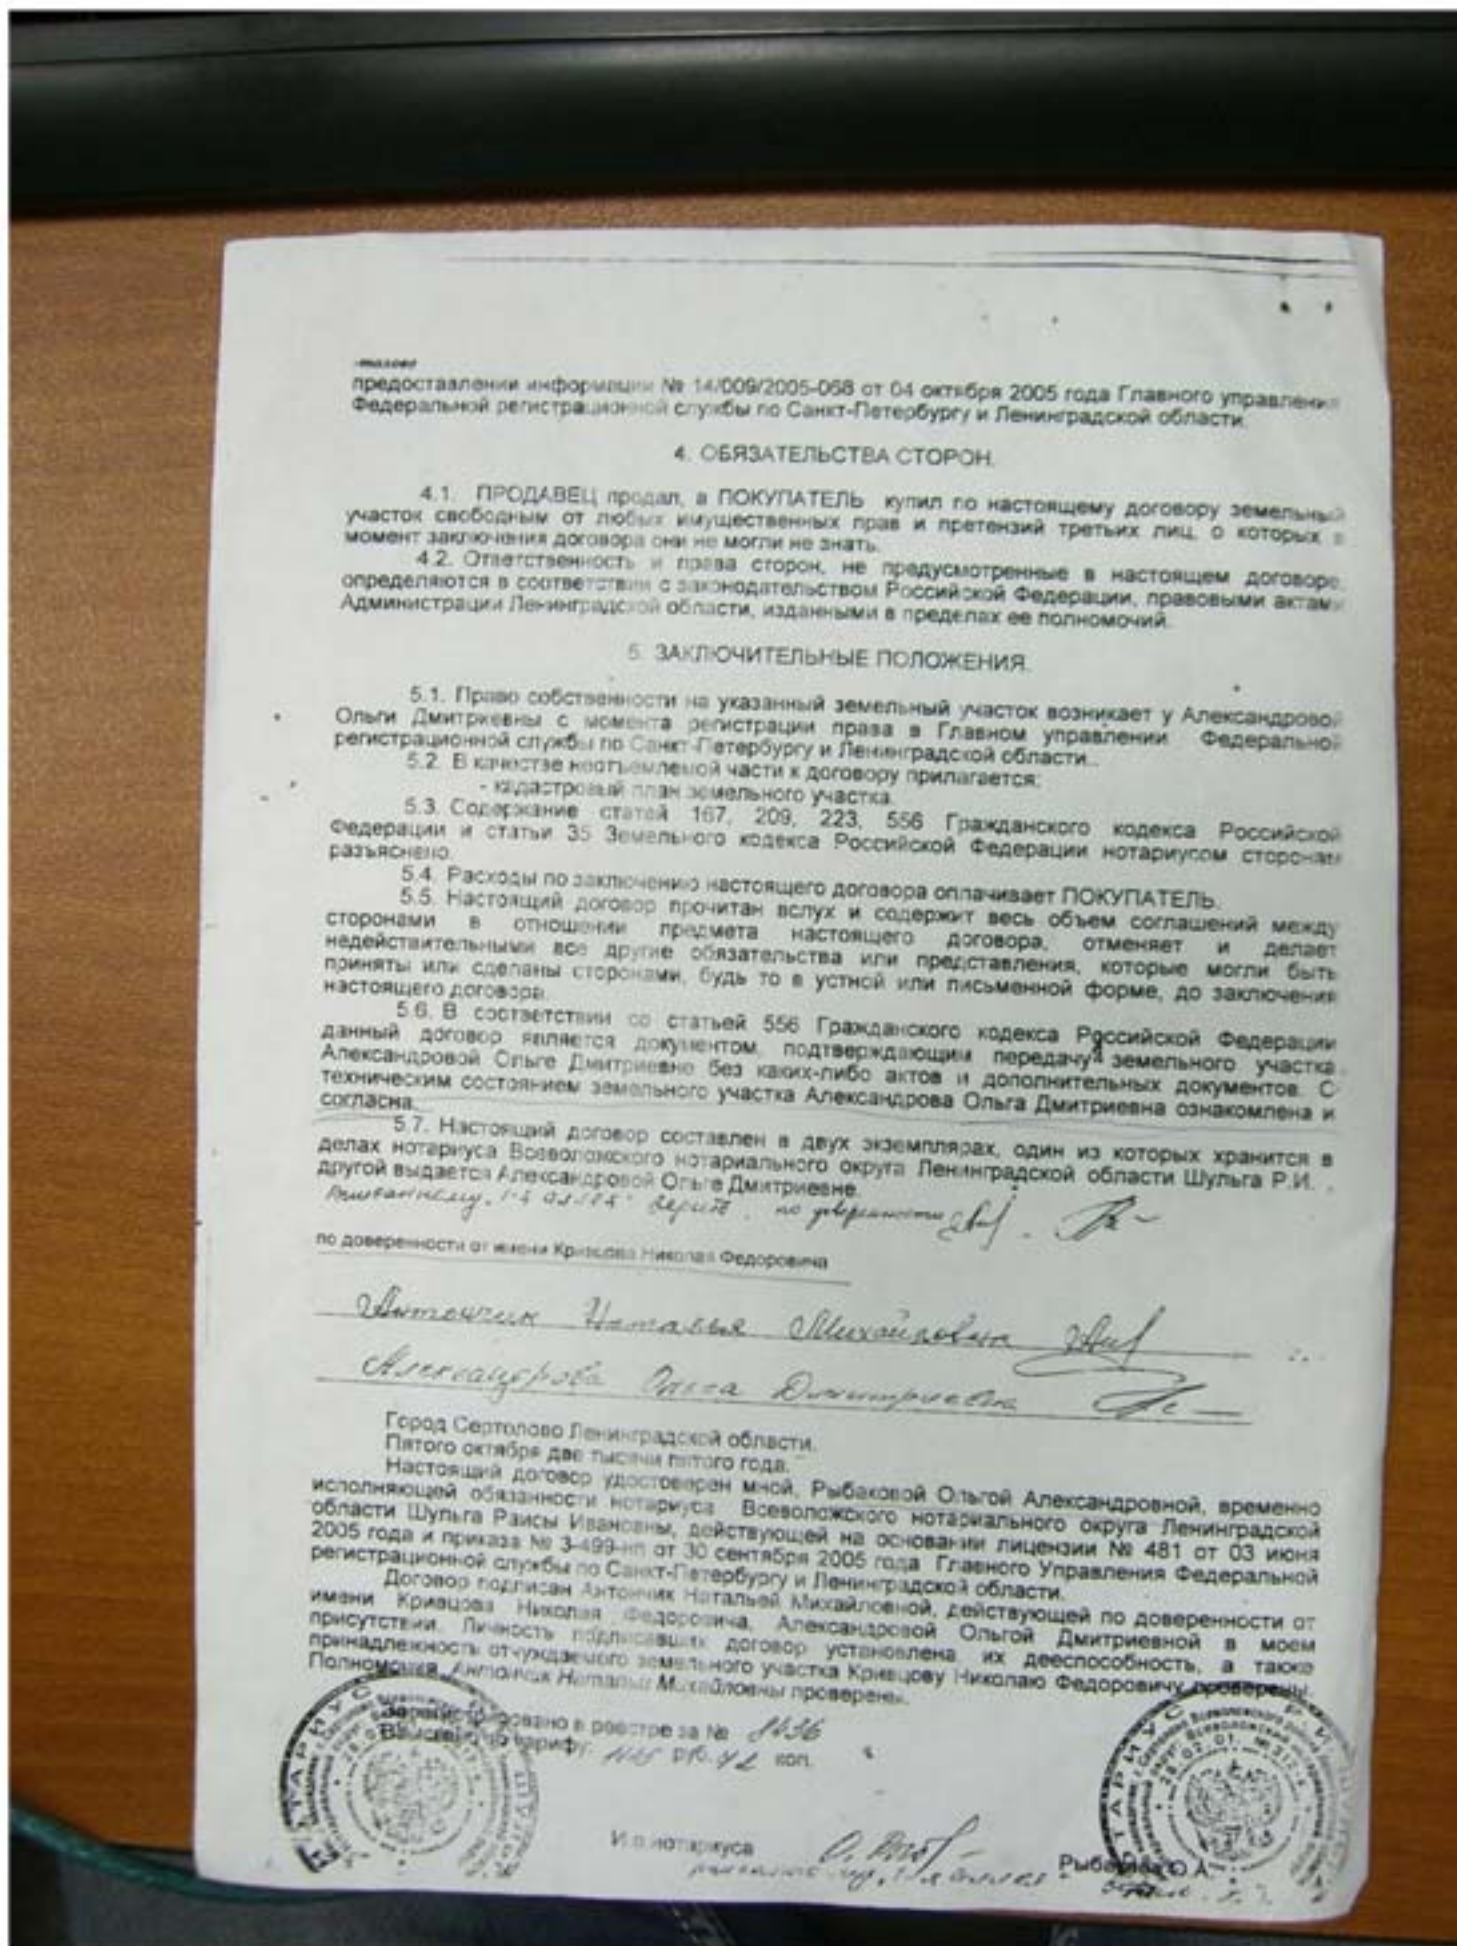 предоставлении информации № 14/009/2005-068 от 04 октября 2005 года Главного управления
Федеральной регистрационной службы по Санкт-Петербургу и Ленинградской области.
4. ОБЯЗАТЕЛЬСТВА СТОРОН.
4.1. ПРОДАВЕЦ продал, а ПОКУПАТЕЛЬ купил по настоящему договору земельный
участок свободным от любых имущественных прав и претензий третьих лиц, о которых в
момент заключения договора они не могли не знать.
4.2. Ответственность и права сторон, не предусмотренные в настоящем договоре,
определяются в соответствии с законодательством Российской Федерации, правовыми актами
Администрации Ленинградской области, изданными в пределах ее полномочий.
5. ЗАКЛЮЧИТЕЛЬНЫЕ ПОЛОЖЕНИЯ.
5.1. Право собственности на указанный земельный участок возникает у Александровой
Ольги Дмитриевны с момента регистрации права в Главном управлении Федеральной
регистрационной службы по Санкт-Петербургу и Ленинградской области.
5.2. В качестве неотъемлемой части к договору прилагается:
- кадастровый план земельного участка.
5.3. Содержание статей 167, 209, 223, 556 Гражданского кодекса Российской
Федерации и статьи 35 Земельного кодекса Российской Федерации нотариусом сторонам
разъяснено.
5.4. Расходы по заключению настоящего договора оплачивает ПОКУПАТЕЛЬ.
5.5. Настоящий договор прочитан вслух и содержит весь объем соглашений между
сторонами в отношении предмета настоящего договора, отменяет и делает
недействительными все другие обязательства или представления, которые могли быть
приняты или сделаны сторонами, будь то в устной или письменной форме, до заключения
настоящего договора.
5.6. В соответствии со статьей 556 Гражданского кодекса Российской Федерации
данный договор является документом, подтверждающим передачу земельного участка
Александровой Ольге Дмитриевне без каких-либо актов и дополнительных документов. С
техническим состоянием земельного участка Александрова Ольга Дмитриевна ознакомлена и
согласна.
5.7. Настоящий договор составлен в двух экземплярах, один из которых хранится в
делах нотариуса Всеволожского нотариального округа Ленинградской области Шульга Р.И. ,
другой выдается Александровой Ольге Дмитриевне.
верить. по доверенности
по доверенности от имени Кривцова Николая Федоровича
Антончик Наталья Михайловна
Александрова Ольга Дмитриевна
Город Сертолово Ленинградской области.
Пятого октября две тысячи пятого года.
Настоящий договор удостоверен мной, Рыбаковой Ольгой Александровной, временно
исполняющей обязанности нотариуса Всеволожского нотариального округа Ленинградской
области Шульга Раисы Ивановны, действующей на основании лицензии № 481 от 03 июня
2005 года и приказа № 3-499-нп от 30 сентября 2005 года Главного Управления Федеральной
регистрационной службы по Санкт-Петербургу и Ленинградской области.
Договор подписан Антончик Натальей Михайловной, действующей по доверенности от
имени Кривцова Николая Федоровича, Александровой Ольгой Дмитриевной в моем
присутствии. Личность подписавших договор установлена, их дееспособность, а также
принадлежность отчуждаемого земельного участка Кривцову Николаю Федоровичу проверены.
Полномочия Антончик Натальи Михайловны проверены.
Зарегистрировано в реестре за №
Взыскано по тарифу: руб. 42 коп.
И.о.нотариуса
Рыбакова О.А.